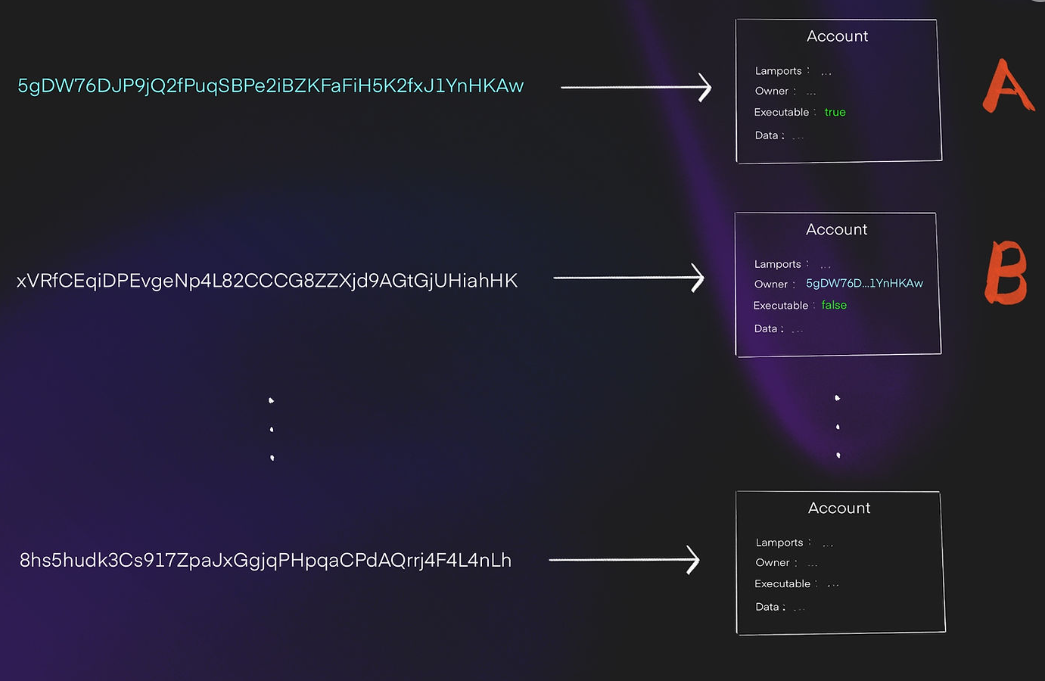 Account
5gDW76DJP9jQ2fPuqSBPe2iBZKFaFiH5K2fxJ1YnHKAw
Lamports : ...
Owner : ...
Executable : true
Data : ...
A
Account
xVRfCEqiDPEvgeNp4L82CCCG8ZZXjd9AGtGjUHiahHK
Lamports : ...
Owner : 5gDW76D...1YnHKAw
Executable : false
Data : ...
B
Account
8hs5hudk3Cs917ZpaJxGgjqPHpqaCPdAQrrj4F4L4nLh
Lamports : ...
Owner : ...
Executable : ...
Data : ...